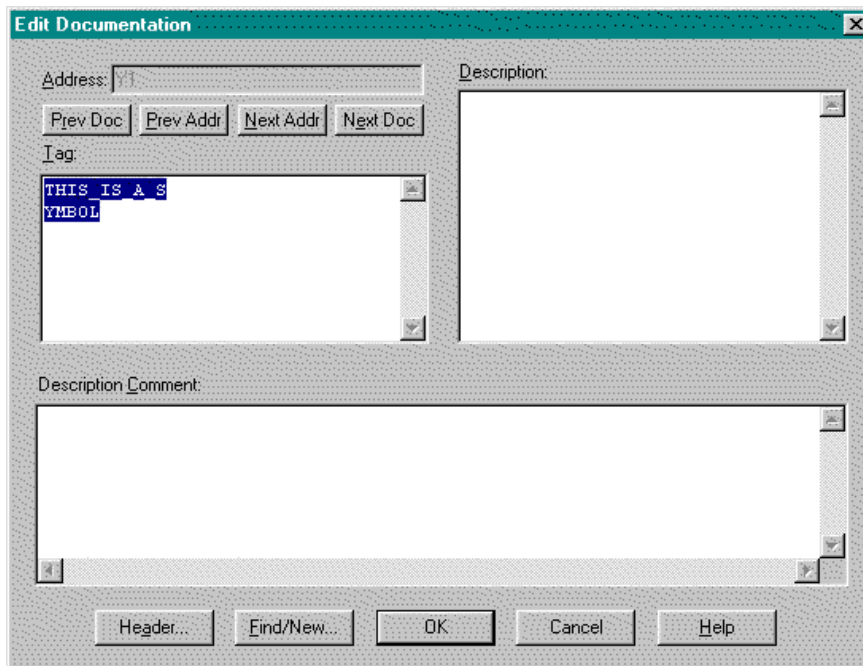 Edit Documentation
Address: Y1
Description:
Prev Doc Prev Addr Next Addr Next Doc
Tag:
THIS_IS_A_S
YMBOL
Description Comment:
Header... Find/New... OK Cancel Help